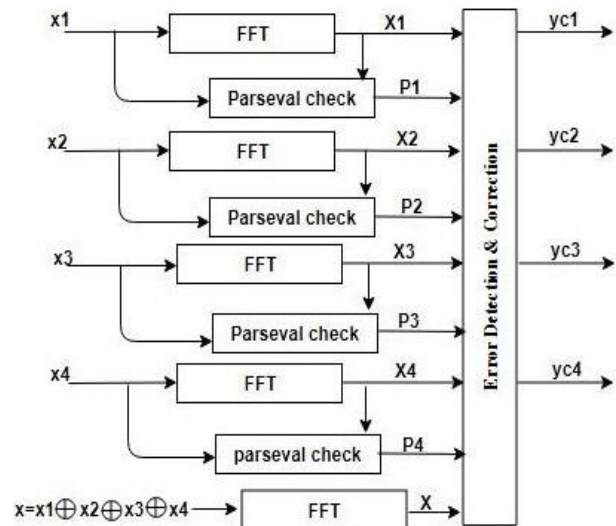 x1 FFT X1 yc1
Parseval check P1
x2 FFT X2 yc2
Parseval check P2
x3 FFT X3 yc3
Parseval check P3
x4 FFT X4 yc4
parseval check P4
x=x1⊕x2⊕x3⊕x4 FFT X
Error Detection & Correction